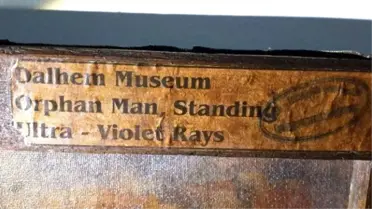 Dalhem Museum
Orphan Man, Standing
Ultra - Violet Rays